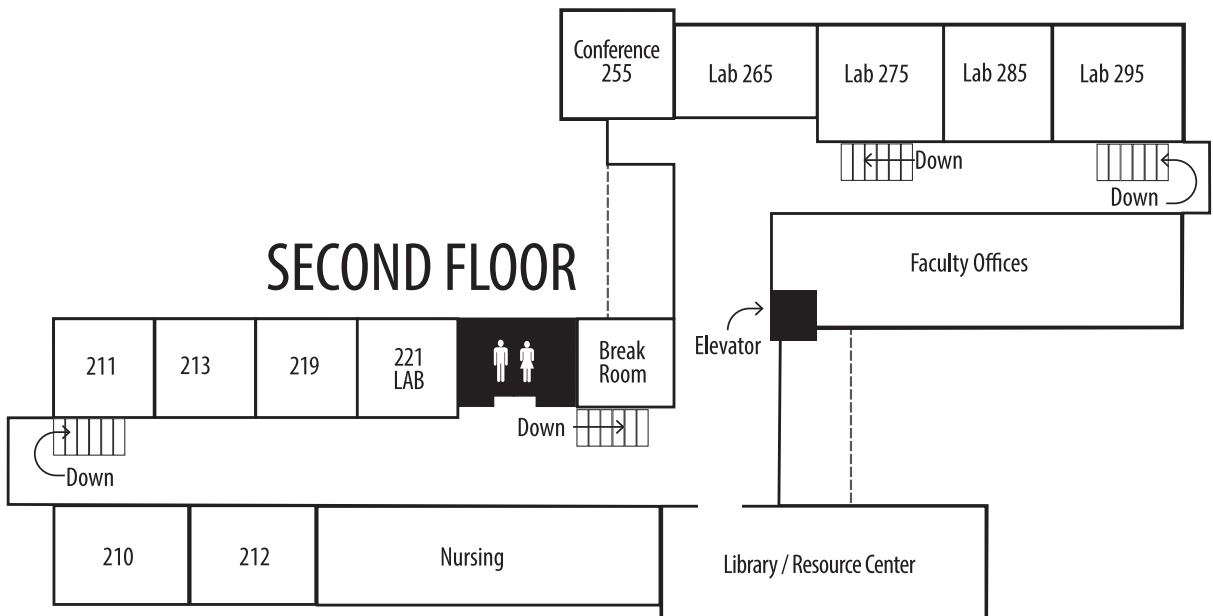 Conference
255
Lab 265
Lab 275
Lab 285
Lab 295
Down
Down
SECOND FLOOR
Faculty Offices
Elevator
211
213
219
221
LAB
Break
Room
Down
Down
210
212
Nursing
Library / Resource Center